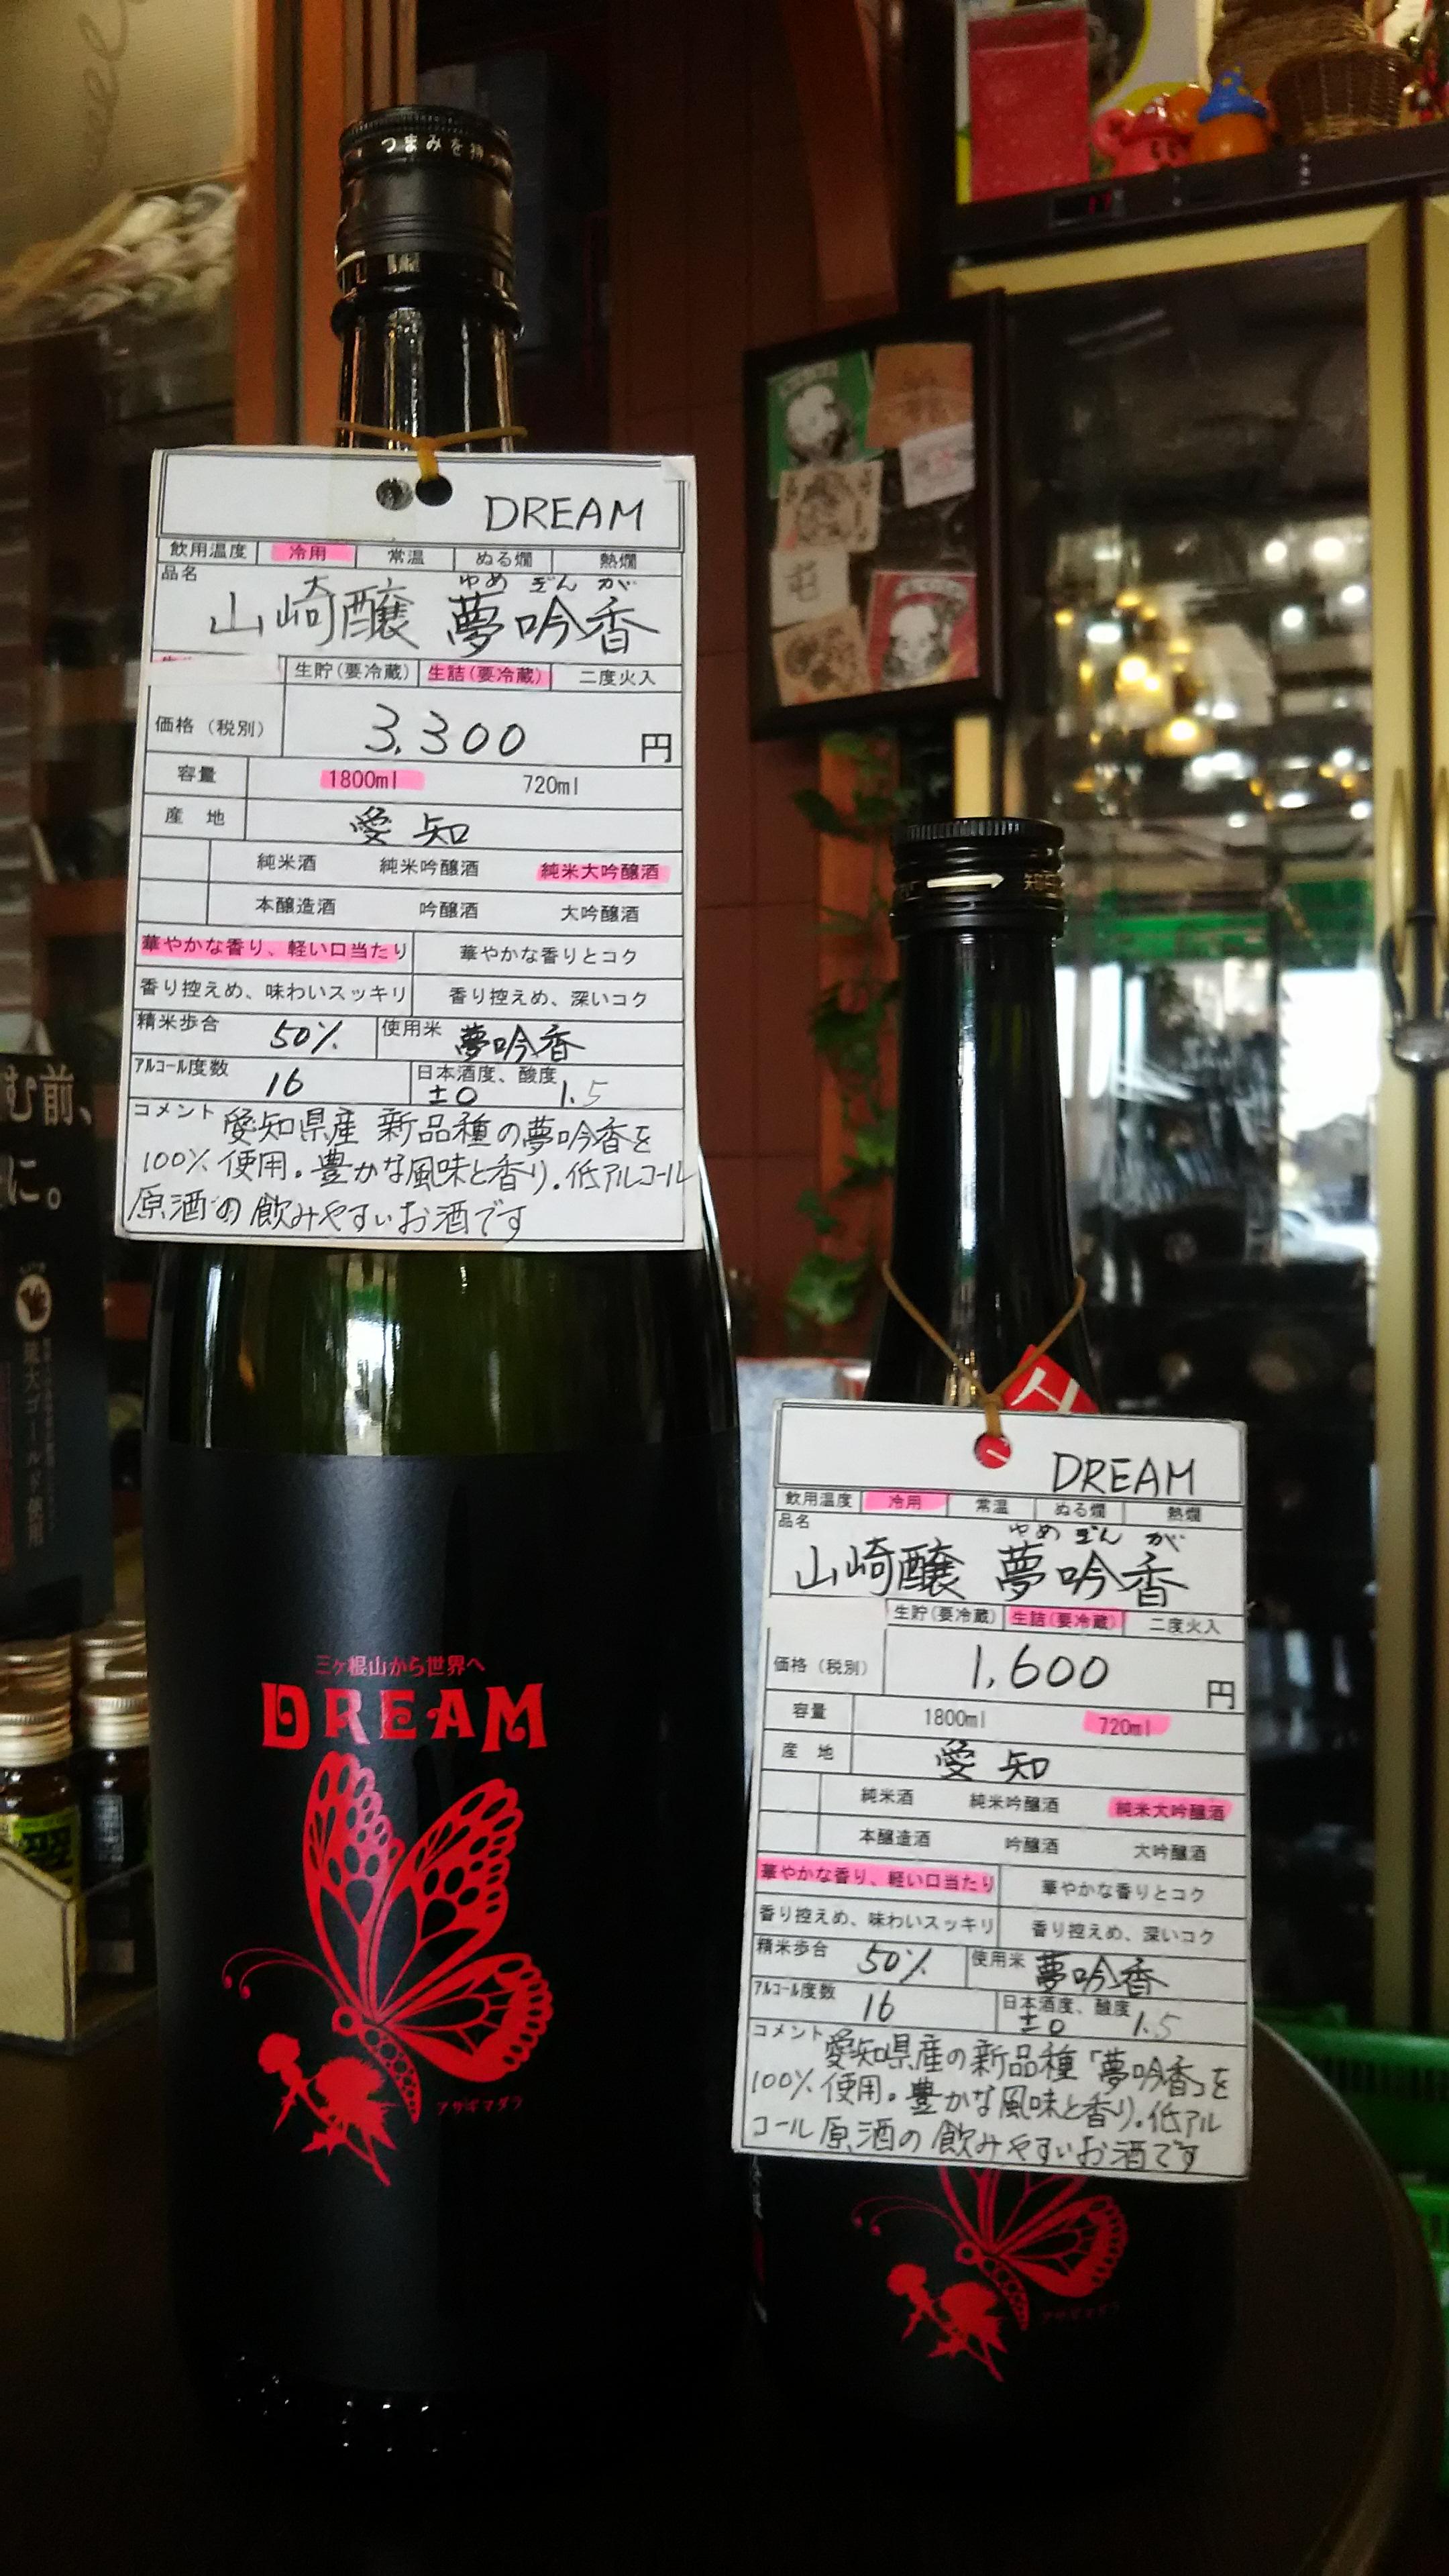 つまみを持
DREAM
飲用温度 冷用 常温 ぬる燗 熱燗
品名
ゆめ ぎん が
山崎醸 夢吟香
生貯(要冷蔵) 生詰(要冷蔵) 二度火入
価格（税別） 3,300 円
容量 1800ml 720ml
産 地 愛知
純米酒 純米吟醸酒 純米大吟醸酒
本醸造酒 吟醸酒 大吟醸酒
華やかな香り、軽い口当たり 華やかな香りとコク
香り控えめ、味わいスッキリ 香り控えめ、深いコク
精米歩合 50% 使用米 夢吟香
アルコール度数 16 日本酒度、酸度 ±0 1.5
コメント 愛知県産 新品種の夢吟香を
100%使用。豊かな風味と香り。低アルコール
原酒の飲みやすいお酒です
三ヶ根山から世界へ
DREAM
アサギマダラ
DREAM
飲用温度 冷用 常温 ぬる燗 熱燗
品名
ゆめ ぎん が
山崎醸 夢吟香
生貯(要冷蔵) 生詰(要冷蔵) 二度火入
価格（税別） 1,600 円
容量 1800ml 720ml
産 地 愛知
純米酒 純米吟醸酒 純米大吟醸酒
本醸造酒 吟醸酒 大吟醸酒
華やかな香り、軽い口当たり 華やかな香りとコク
香り控えめ、味わいスッキリ 香り控えめ、深いコク
精米歩合 50% 使用米 夢吟香
アルコール度数 16 日本酒度、酸度 ±0 1.5
コメント 愛知県産の新品種「夢吟香」を
100%使用。豊かな風味と香り。低アル
コール原酒の飲みやすいお酒です
アサギマダラ
む前、
に。